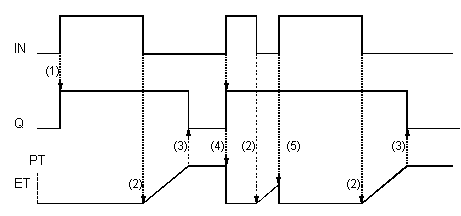 IN
(1)
Q
(3) (4) (2) (5) (3)
PT
ET
(2) (2)